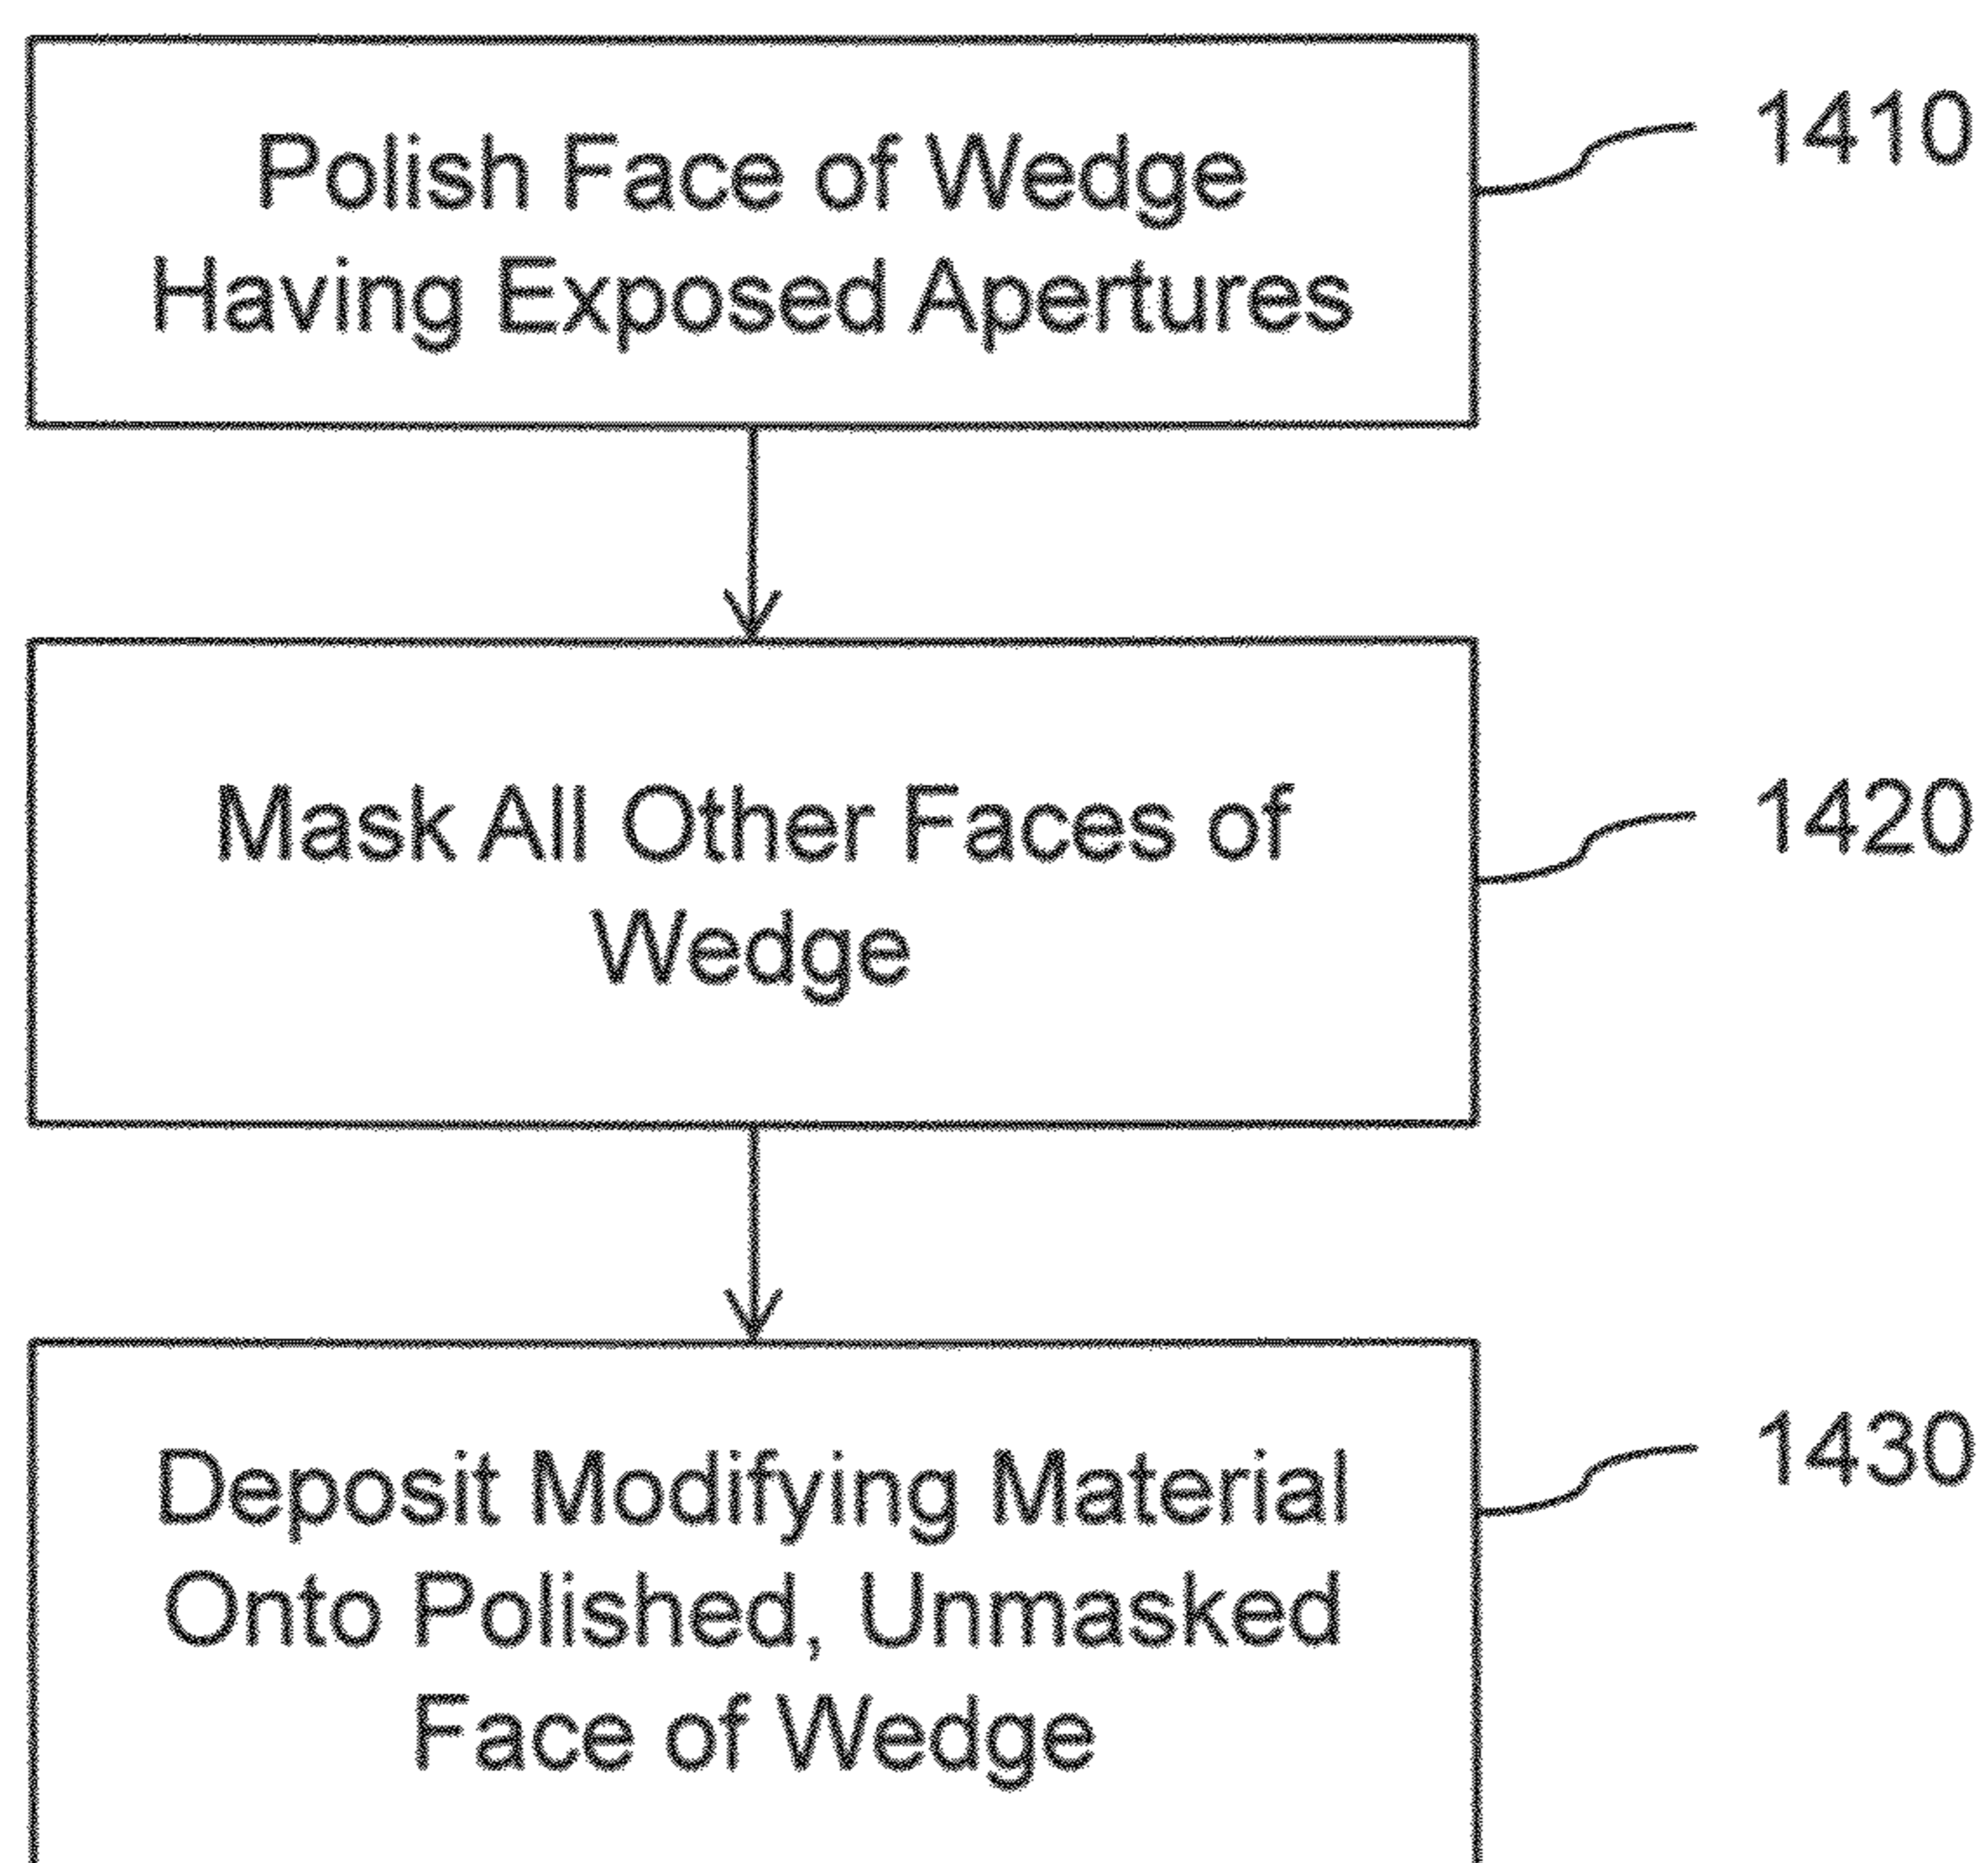 Polish Face of Wedge
Having Exposed Apertures
1410
Mask All Other Faces of
Wedge
1420
Deposit Modifying Material
Onto Polished, Unmasked
Face of Wedge
1430